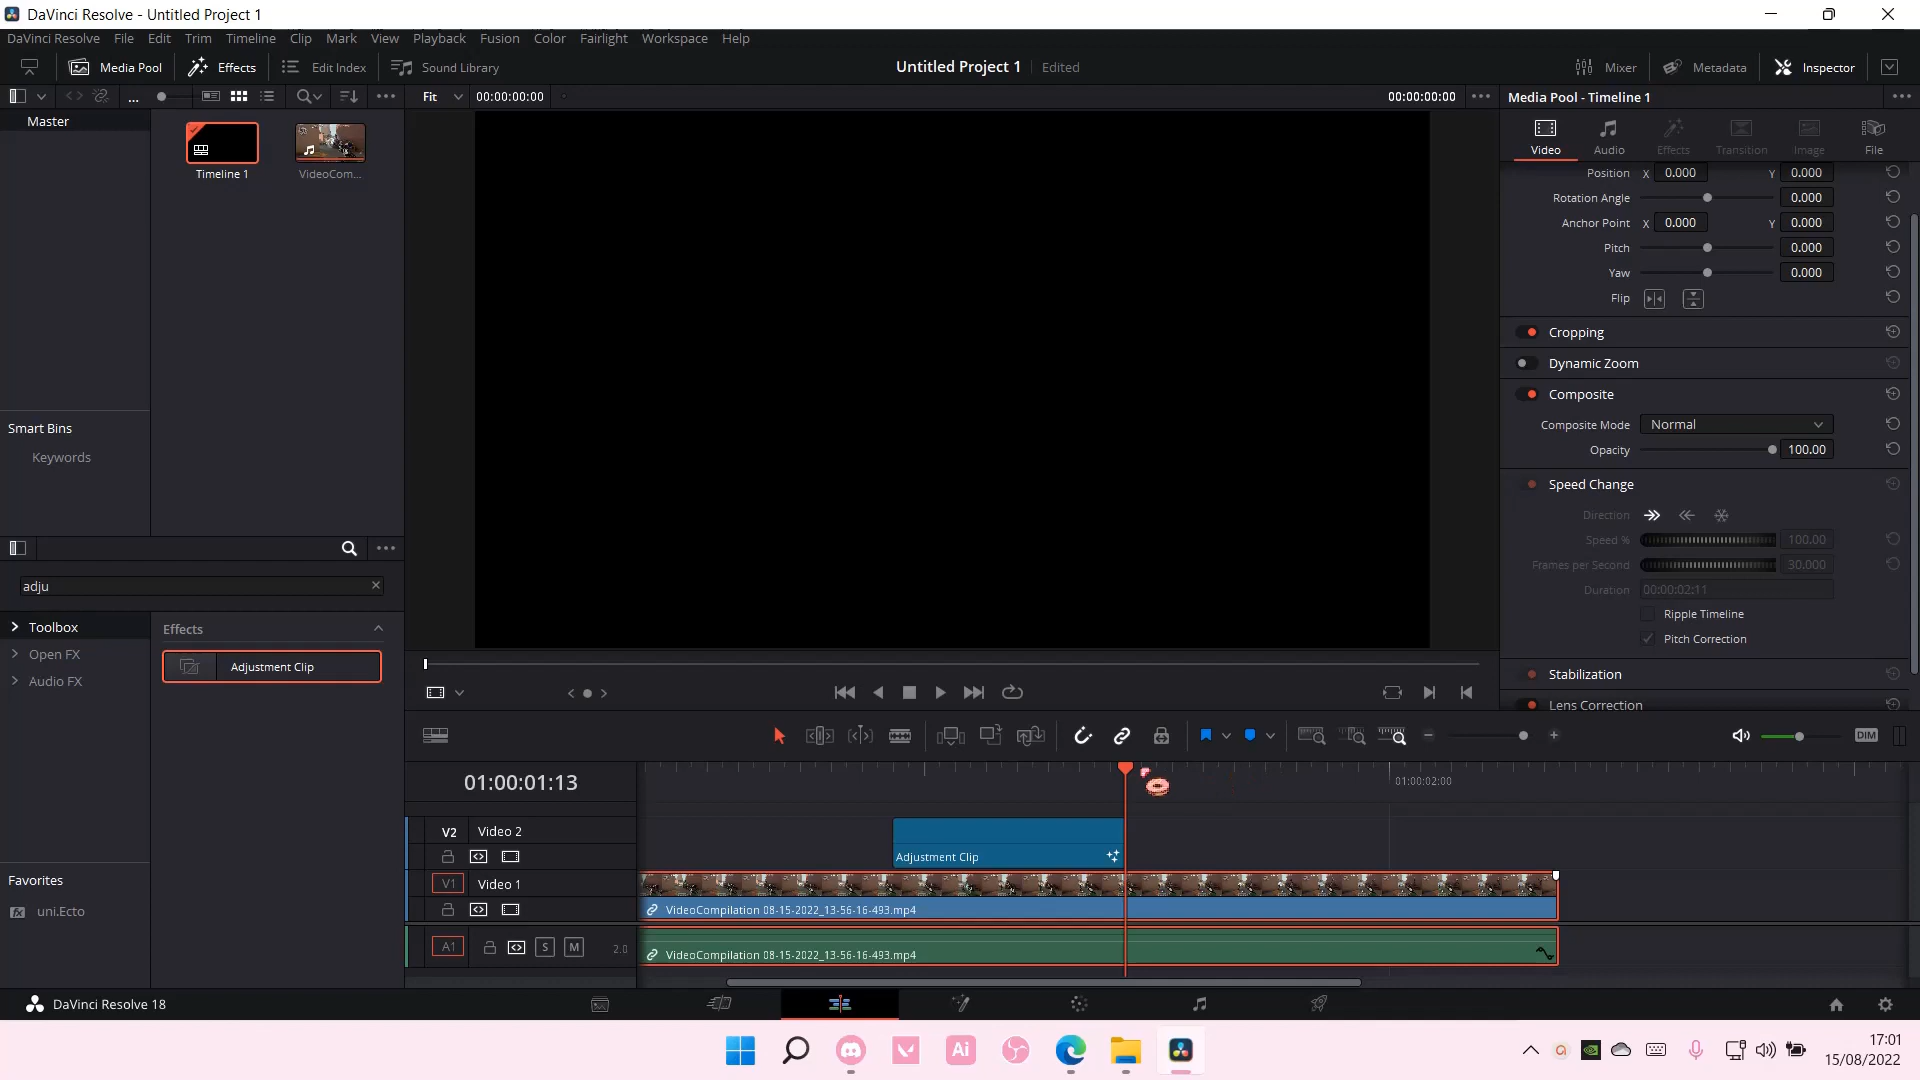 DaVinci Resolve - Untitled Project 1
DaVinci Resolve File Edit Trim Timeline Clip Mark View Playback Fusion Color Fairlight Workspace Help
Media Pool Effects Edit Index Sound Library Untitled Project 1 Edited Mixer Metadata Inspector
Fit 00:00:00:00 00:00:00:00 Media Pool - Timeline 1
Master
Timeline 1 VideoCom...
Video Audio Effects Transition Image File
Position X 0.000 Y 0.000
Rotation Angle 0.000
Anchor Point X 0.000 Y 0.000
Pitch 0.000
Yaw 0.000
Flip
Cropping
Dynamic Zoom
Composite
Composite Mode Normal
Opacity 100.00
Speed Change
Direction
Speed % 100.00
Frames per Second 30.000
Duration 00:00:02:11
Ripple Timeline
Pitch Correction
Stabilization
Lens Correction
Smart Bins
Keywords
adju
Toolbox
Open FX
Audio FX
Effects
Adjustment Clip
Favorites
uni.Ecto
DIM
01:00:01:13 01:00:02:00
V2 Video 2
Adjustment Clip
V1 Video 1
VideoCompilation 08-15-2022_13-56-16-493.mp4
A1 S M 2.0
VideoCompilation 08-15-2022_13-56-16-493.mp4
DaVinci Resolve 18
Ai
17:01
15/08/2022